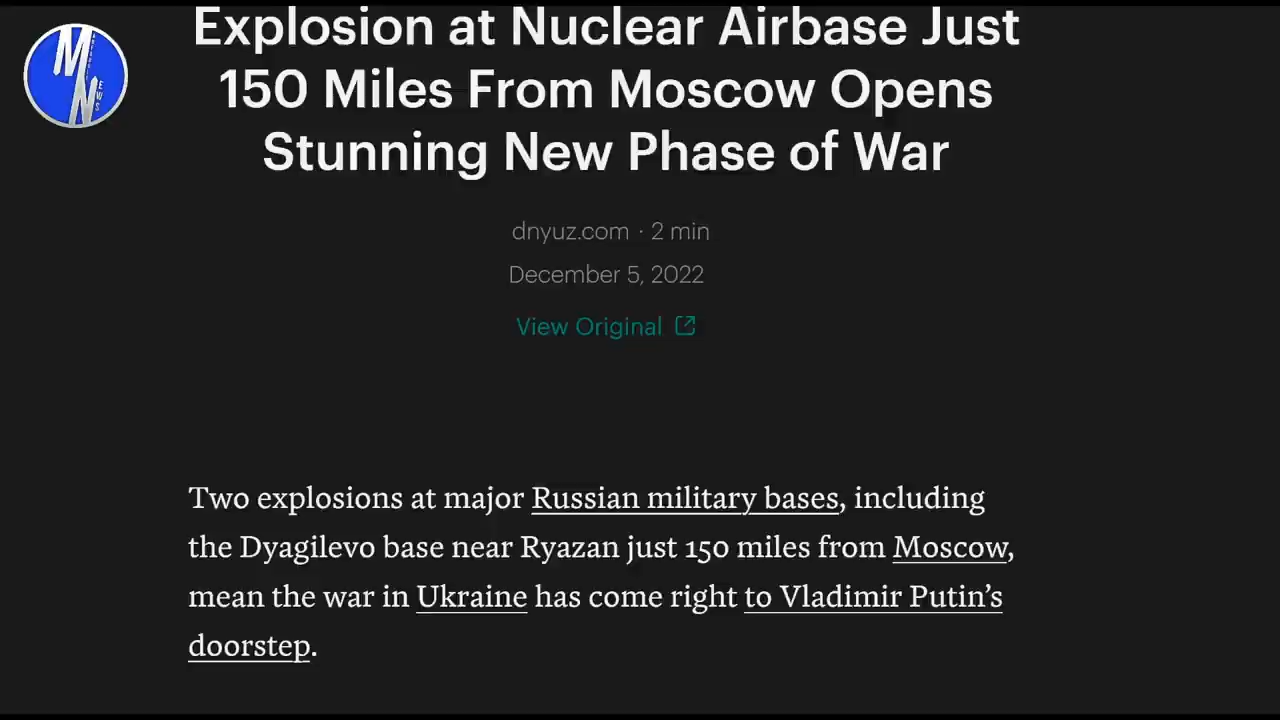 Explosion at Nuclear Airbase Just
150 Miles From Moscow Opens
Stunning New Phase of War
dnyuz.com · 2 min
December 5, 2022
View Original
Two explosions at major Russian military bases, including
the Dyagilevo base near Ryazan just 150 miles from Moscow,
mean the war in Ukraine has come right to Vladimir Putin’s
doorstep.